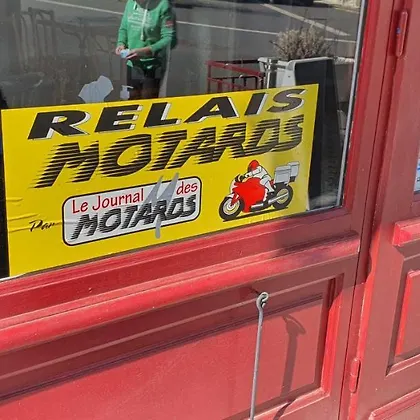 RELAIS
MOTARDS
Par Le Journal des
MOTARDS